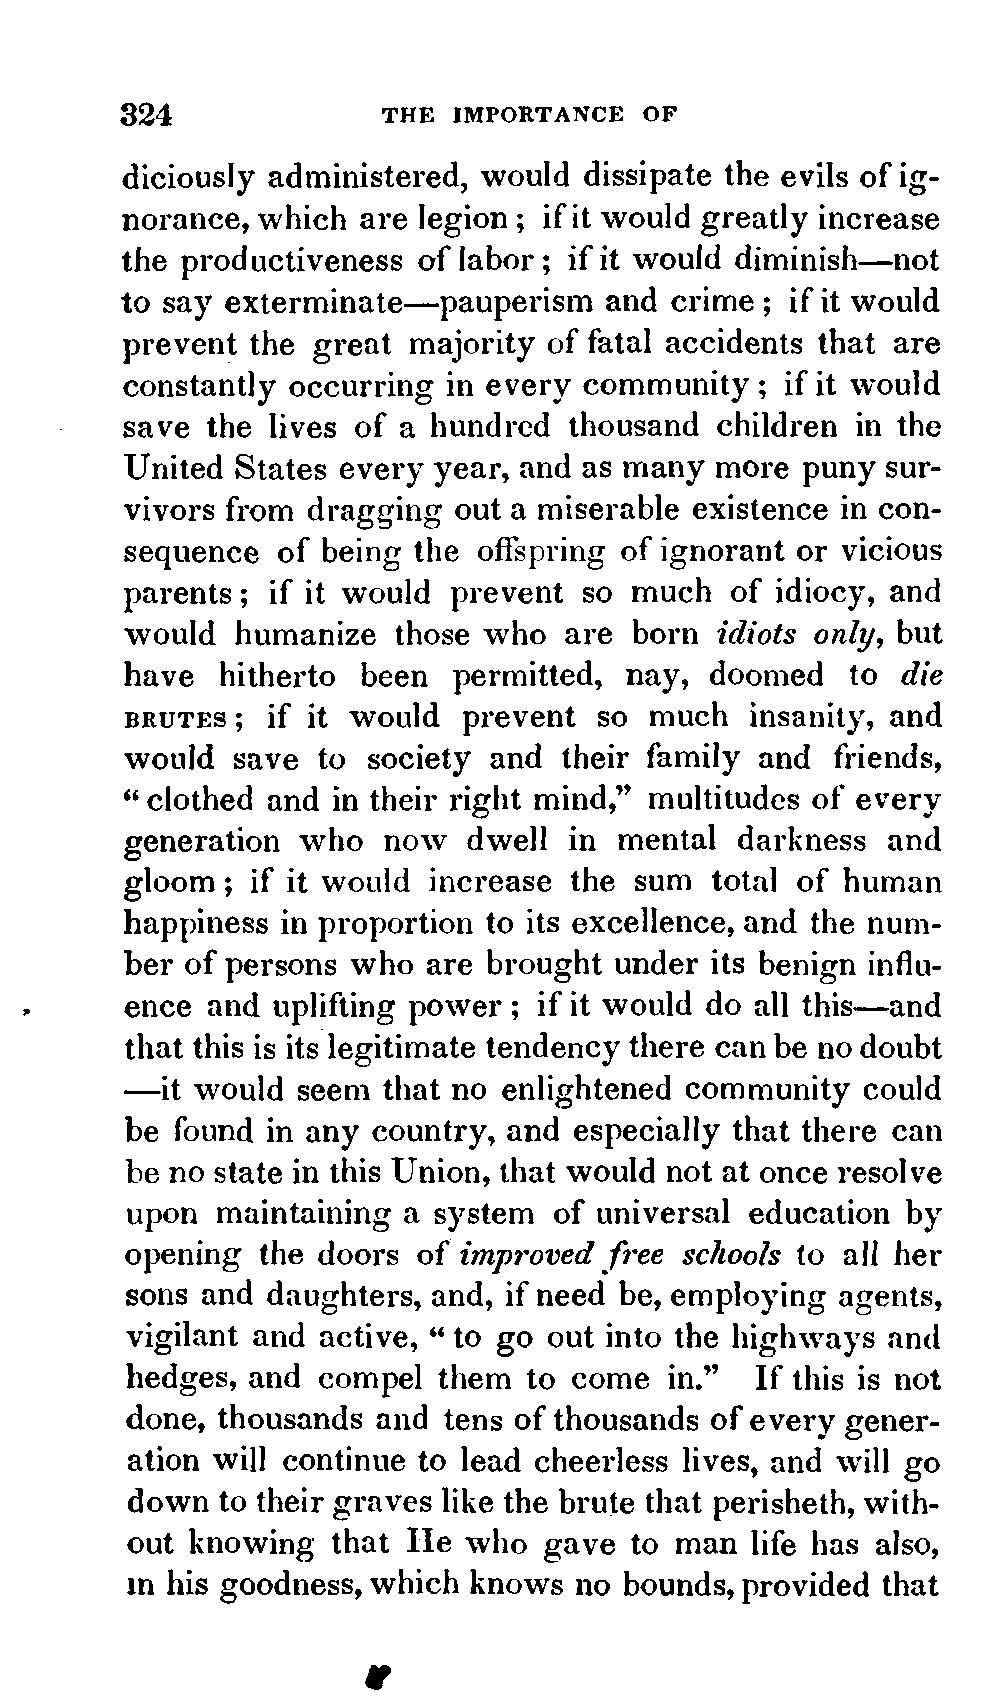 324 THE IMPORTANCE OF
diciously administered, would dissipate the evils of ig-
norance, which are legion ; if it would greatly increase
the productiveness of labor ; if it would diminish—not
to say exterminate—pauperism and crime ; if it would
prevent the great majority of fatal accidents that are
constantly occurring in every community ; if it would
save the lives of a hundred thousand children in the
United States every year, and as many more puny sur-
vivors from dragging out a miserable existence in con-
sequence of being the offspring of ignorant or vicious
parents ; if it would prevent so much of idiocy, and
would humanize those who are born idiots only, but
have hitherto been permitted, nay, doomed to die
BRUTES ; if it would prevent so much insanity, and
would save to society and their family and friends,
“ clothed and in their right mind,” multitudes of every
generation who now dwell in mental darkness and
gloom ; if it would increase the sum total of human
happiness in proportion to its excellence, and the num-
ber of persons who are brought under its benign influ-
ence and uplifting power ; if it would do all this—and
that this is its legitimate tendency there can be no doubt
—it would seem that no enlightened community could
be found in any country, and especially that there can
be no state in this Union, that would not at once resolve
upon maintaining a system of universal education by
opening the doors of improved free schools to all her
sons and daughters, and, if need be, employing agents,
vigilant and active, “ to go out into the highways and
hedges, and compel them to come in.” If this is not
done, thousands and tens of thousands of every gener-
ation will continue to lead cheerless lives, and will go
down to their graves like the brute that perisheth, with-
out knowing that He who gave to man life has also,
in his goodness, which knows no bounds, provided that